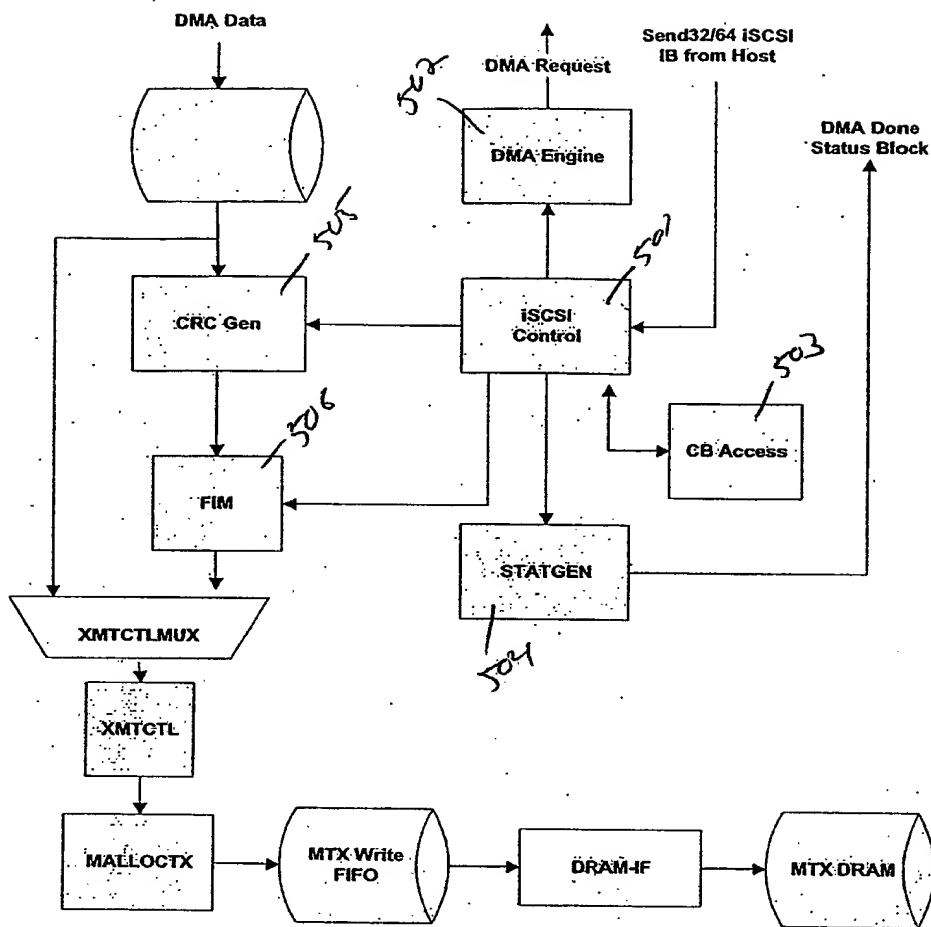 DMA Data
Send32/64 iSCSI
IB from Host
DMA Request
502
DMA Engine
DMA Done
Status Block
505
CRC Gen
501
iSCSI
Control
503
CB Access
506
FIM
STATGEN
504
XMTCTLMUX
XMTCTL
MALLOCTX
MTX Write
FIFO
DRAM-IF
MTX DRAM